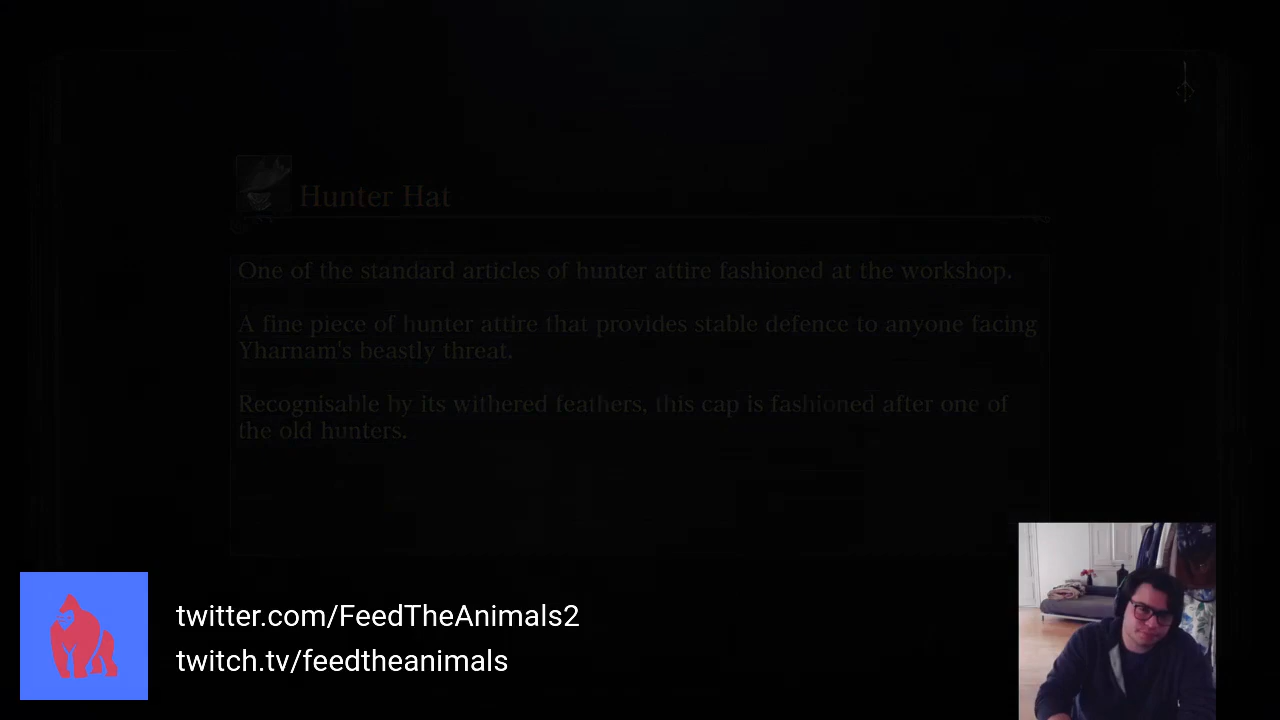 Hunter Hat
One of the standard articles of hunter attire fashioned at the workshop.
A fine piece of hunter attire that provides stable defence to anyone facing
Yharnam's beastly threat.
Recognisable by its withered feathers, this cap is fashioned after one of
the old hunters.
twitter.com/FeedTheAnimals2
twitch.tv/feedtheanimals